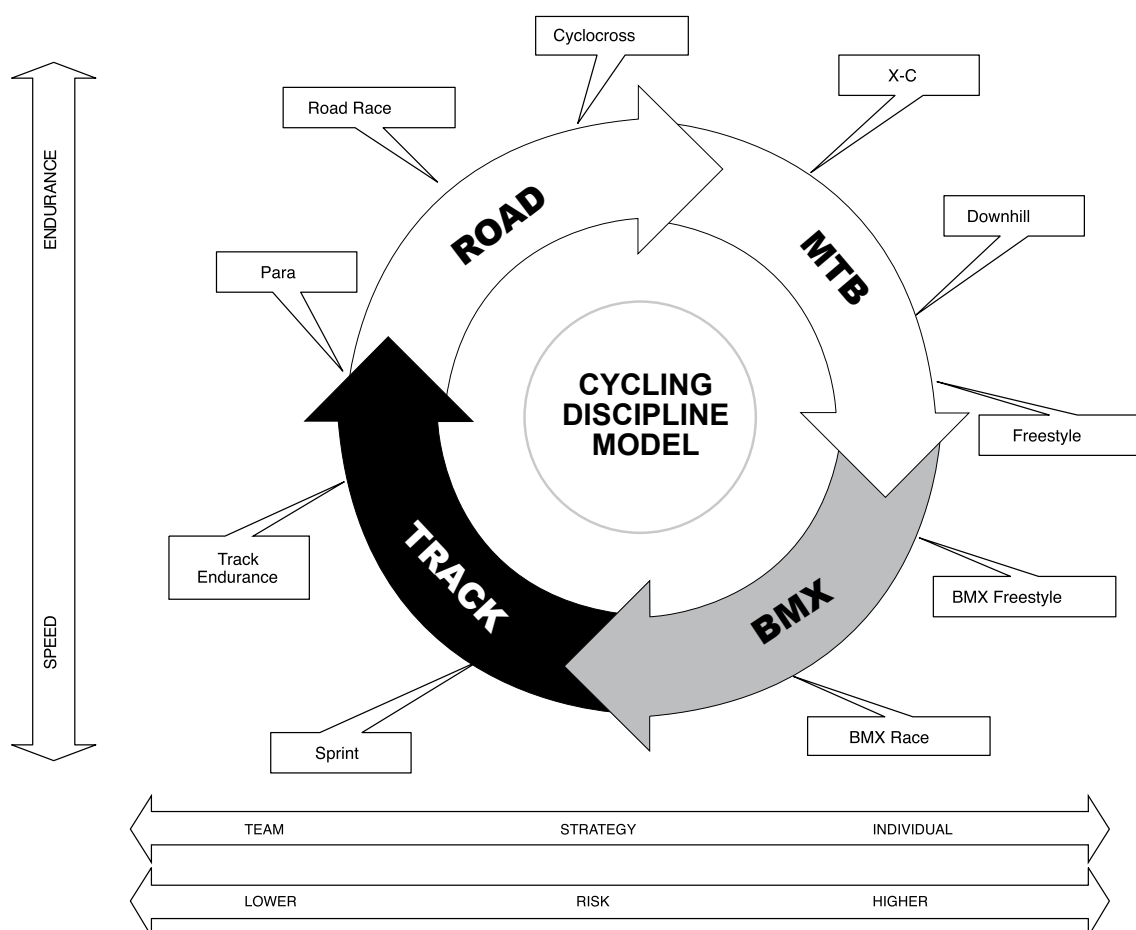 Cyclocross
X-C
Road Race
ENDURANCE
ROAD
Downhill
MTB
Para
CYCLING
DISCIPLINE
MODEL
Freestyle
Track
Endurance
TRACK
BMX
BMX Freestyle
SPEED
BMX Race
Sprint
TEAM STRATEGY INDIVIDUAL
LOWER RISK HIGHER